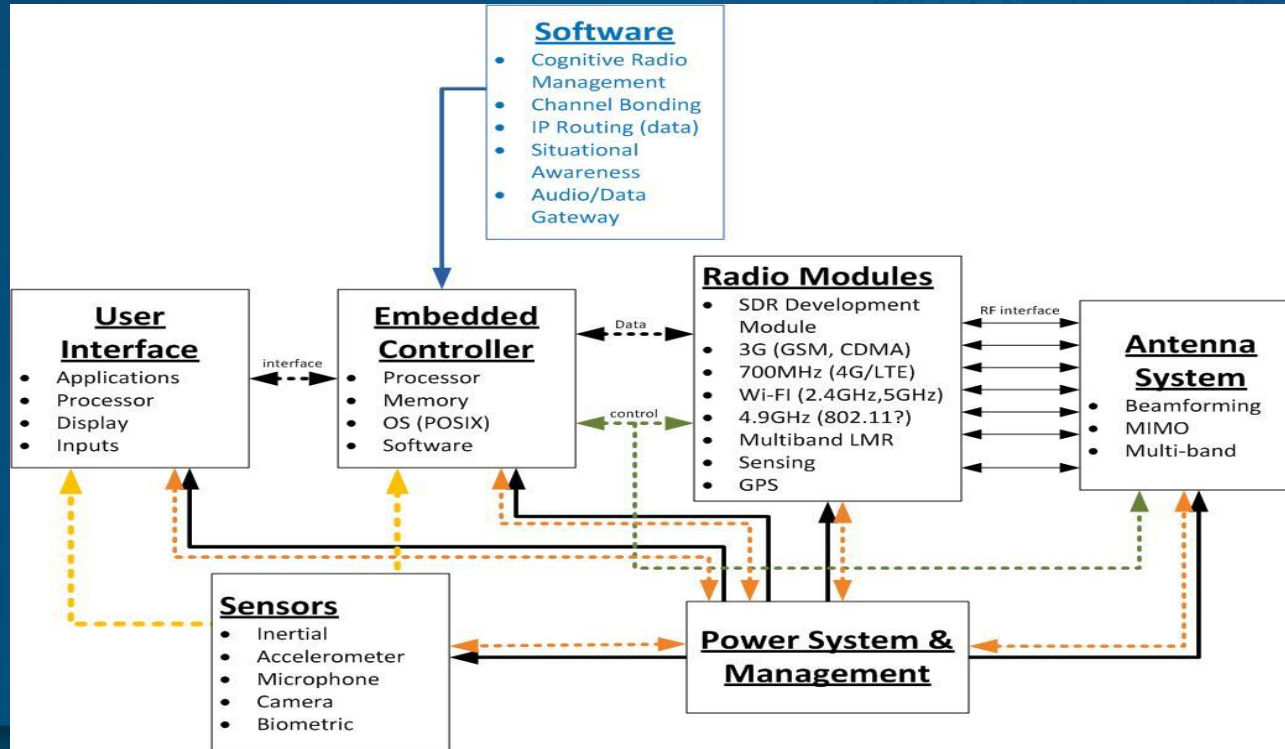 Software
• Cognitive Radio
Management
• Channel Bonding
• IP Routing (data)
• Situational
Awareness
• Audio/Data
Gateway
User
Interface
• Applications
• Processor
• Display
• Inputs
interface
Embedded
Controller
• Processor
• Memory
• OS (POSIX)
• Software
Data
control
Radio Modules
• SDR Development
Module
• 3G (GSM, CDMA)
• 700MHz (4G/LTE)
• Wi-FI (2.4GHz,5GHz)
• 4.9GHz (802.11?)
• Multiband LMR
• Sensing
• GPS
RF interface
Antenna
System
• Beamforming
• MIMO
• Multi-band
Sensors
• Inertial
• Accelerometer
• Microphone
• Camera
• Biometric
Power System &
Management